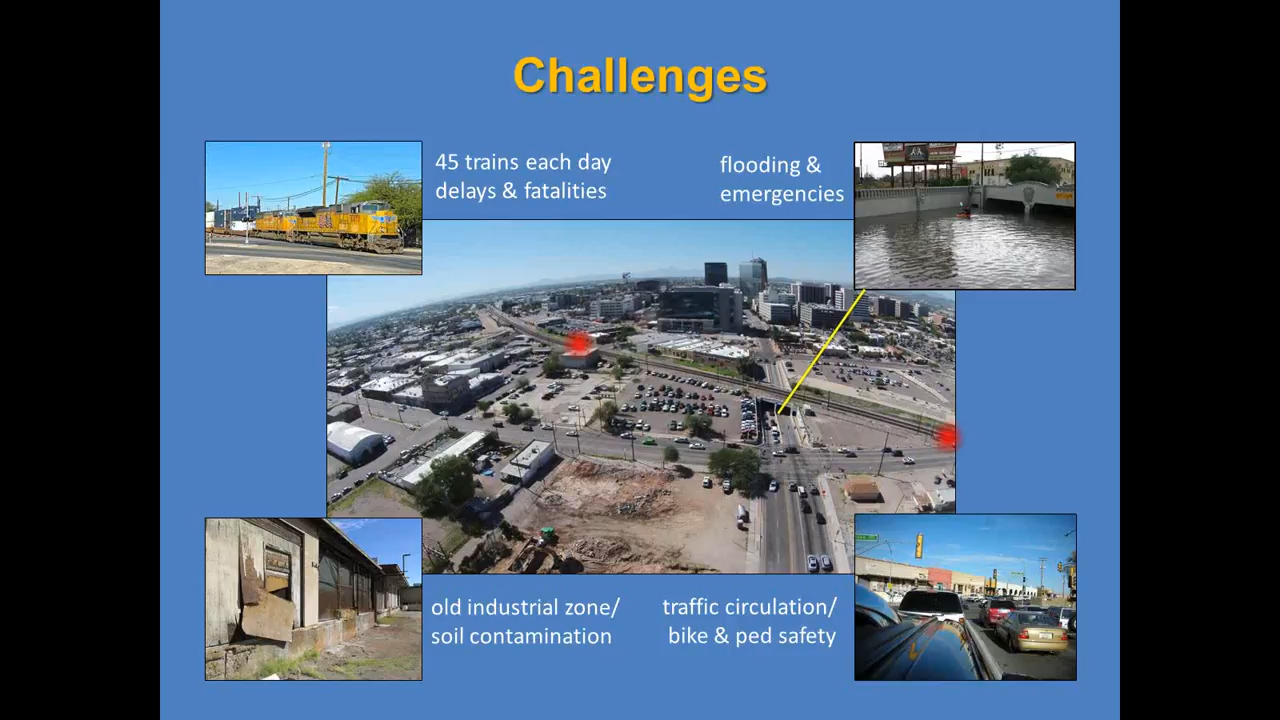 Challenges
45 trains each day
delays & fatalities
flooding &
emergencies
old industrial zone/
soil contamination
traffic circulation/
bike & ped safety